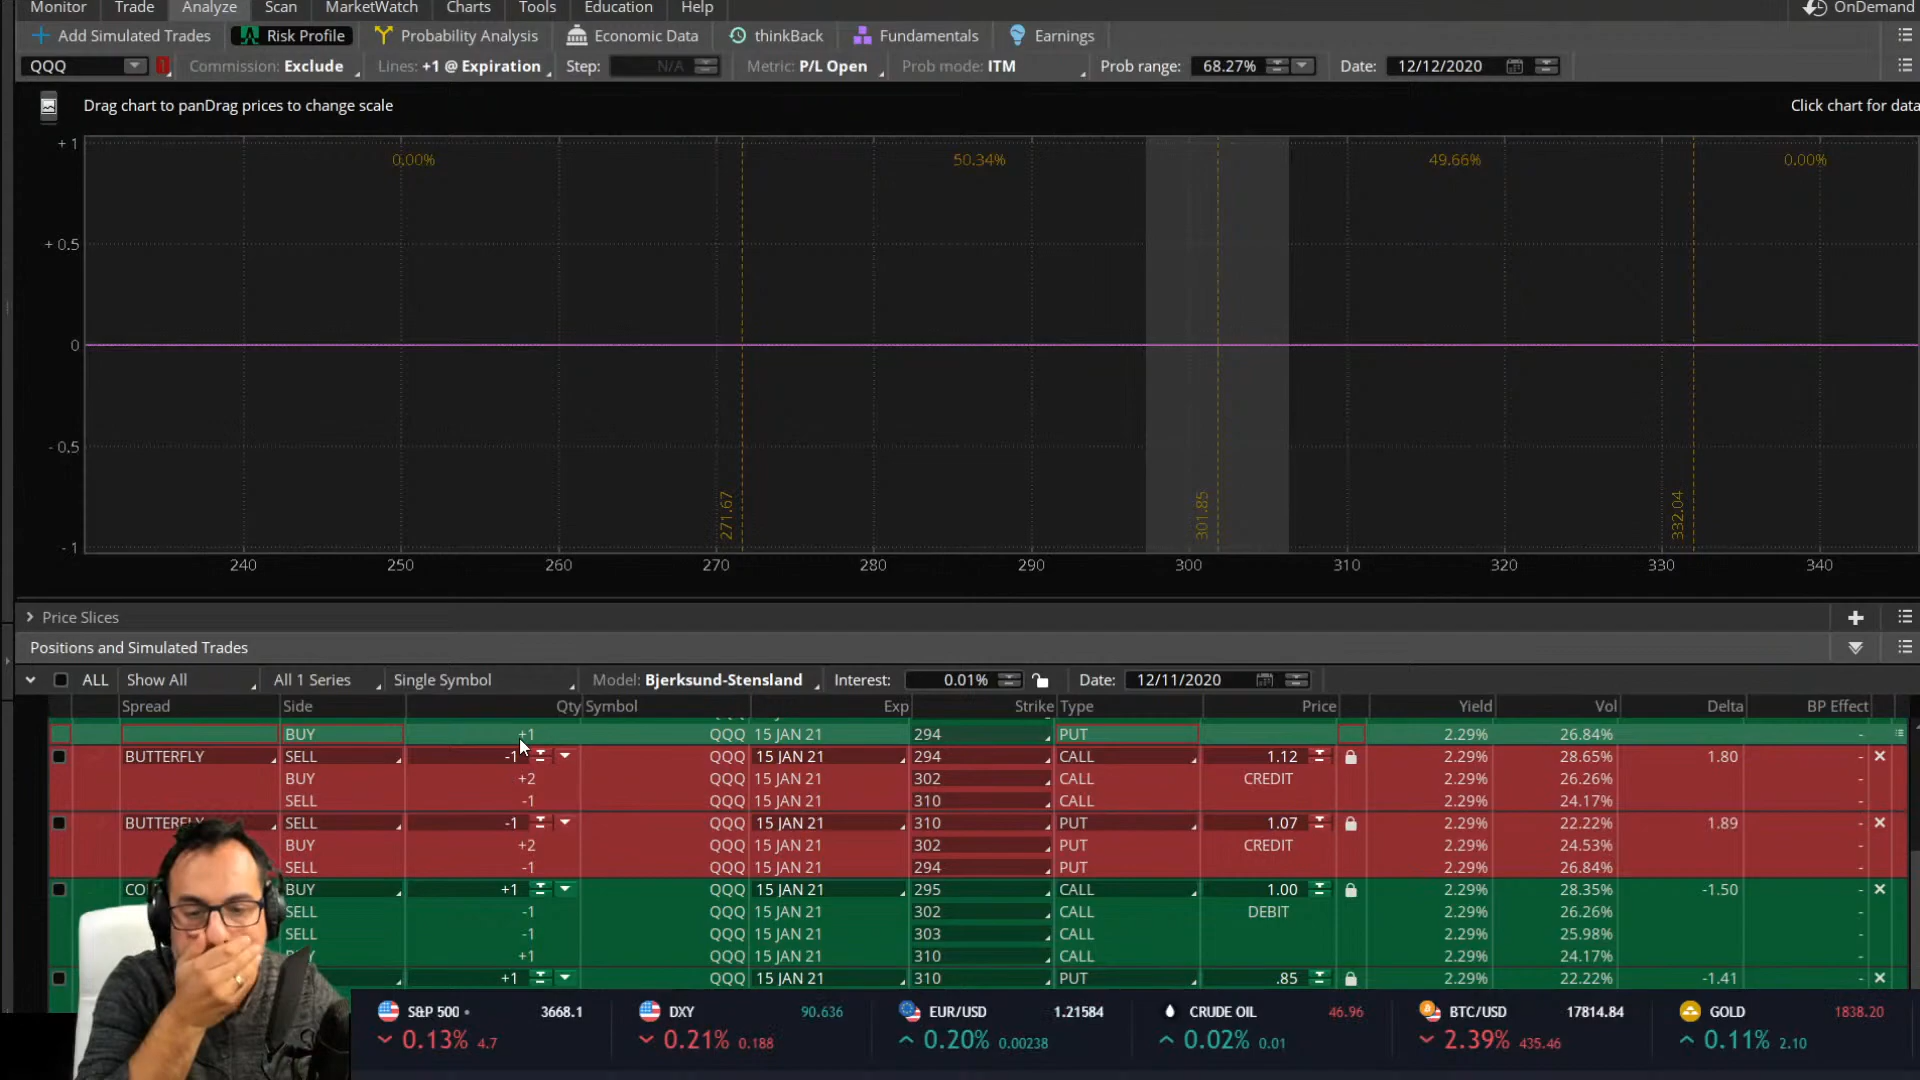 Monitor Trade Analyze Scan MarketWatch Charts Tools Education Help OnDemand
Add Simulated Trades Risk Profile Probability Analysis Economic Data thinkBack Fundamentals Earnings
QQQ Commission: Exclude Lines: +1 @ Expiration Step: N/A Metric: P/L Open Prob mode: ITM Prob range: 68.27% Date: 12/12/2020
Drag chart to panDrag prices to change scale Click chart for data
+ 1
0.00% 50.34% 49.66% 0.00%
+ 0.5
0
- 0.5
271.67 301.85 332.04
- 1
240 250 260 270 280 290 300 310 320 330 340
Price Slices
Positions and Simulated Trades
ALL Show All All 1 Series Single Symbol Model: Bjerksund-Stensland Interest: 0.01% Date: 12/11/2020
Spread Side Qty Symbol Exp Strike Type Price Yield Vol Delta BP Effect
BUY +1 QQQ 15 JAN 21 294 PUT 2.29% 26.84% -
BUTTERFLY SELL -1 QQQ 15 JAN 21 294 CALL 1.12 2.29% 28.65% 1.80 -
BUY +2 QQQ 15 JAN 21 302 CALL CREDIT 2.29% 26.26% -
SELL -1 QQQ 15 JAN 21 310 CALL 2.29% 24.17% -
BUTTERFLY SELL -1 QQQ 15 JAN 21 310 PUT 1.07 2.29% 22.22% 1.89 -
BUY +2 QQQ 15 JAN 21 302 PUT CREDIT 2.29% 24.53% -
SELL -1 QQQ 15 JAN 21 294 PUT 2.29% 26.84% -
CO BUY +1 QQQ 15 JAN 21 295 CALL 1.00 2.29% 28.35% -1.50 -
SELL -1 QQQ 15 JAN 21 302 CALL DEBIT 2.29% 26.26% -
SELL -1 QQQ 15 JAN 21 303 CALL 2.29% 25.98% -
+1 QQQ 15 JAN 21 310 CALL 2.29% 24.17% -
+1 QQQ 15 JAN 21 310 PUT .85 2.29% 22.22% -1.41 -
S&P 500 3668.1 DXY 90.636 EUR/USD 1.21584 CRUDE OIL 46.96 BTC/USD 17814.84 GOLD 1838.20
0.13% 4.7 0.21% 0.188 0.20% 0.00238 0.02% 0.01 2.39% 435.46 0.11% 2.10